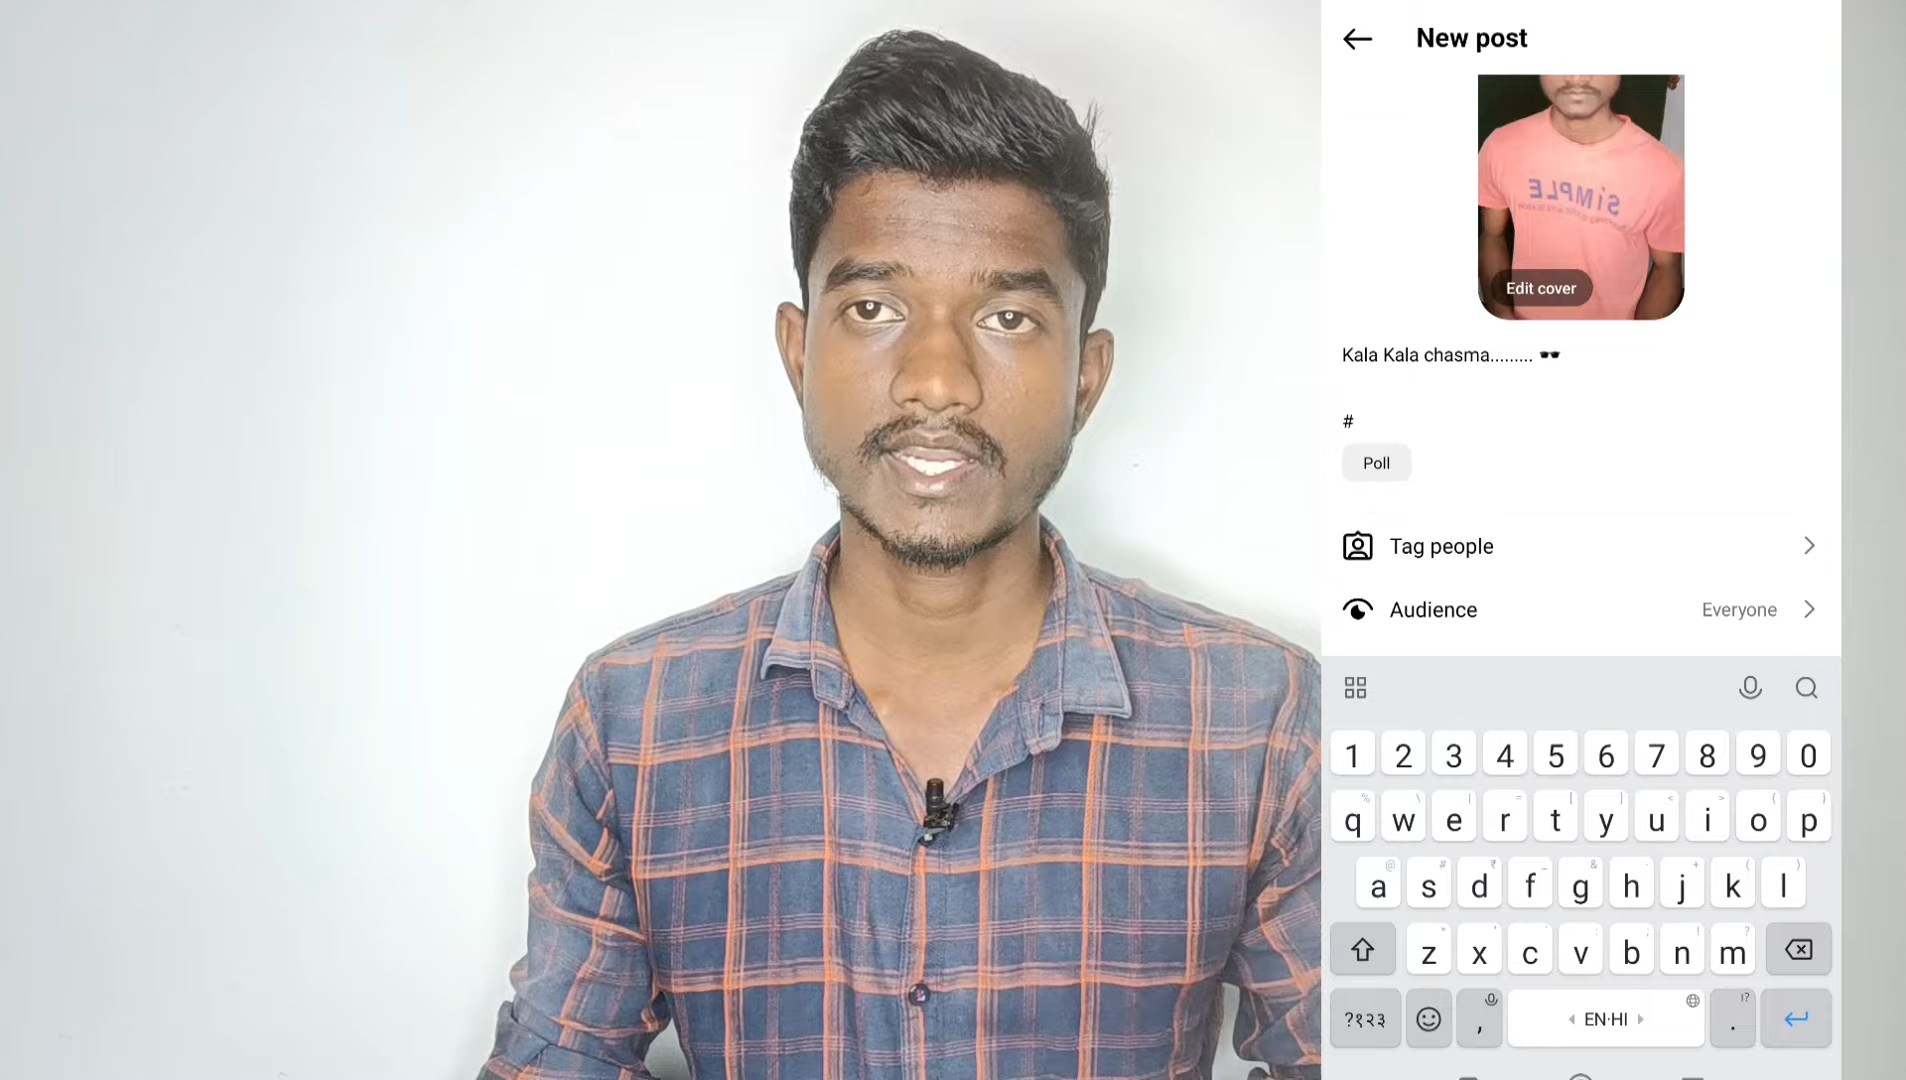 New post
SiMPLE
Edit cover
Kala Kala chasma......... 🕶️
#
Poll
Tag people
Audience Everyone
1 2 3 4 5 6 7 8 9 0
q w e r t y u i o p
a s d f g h j k l
z x c v b n m
?१२३ , EN·HI .